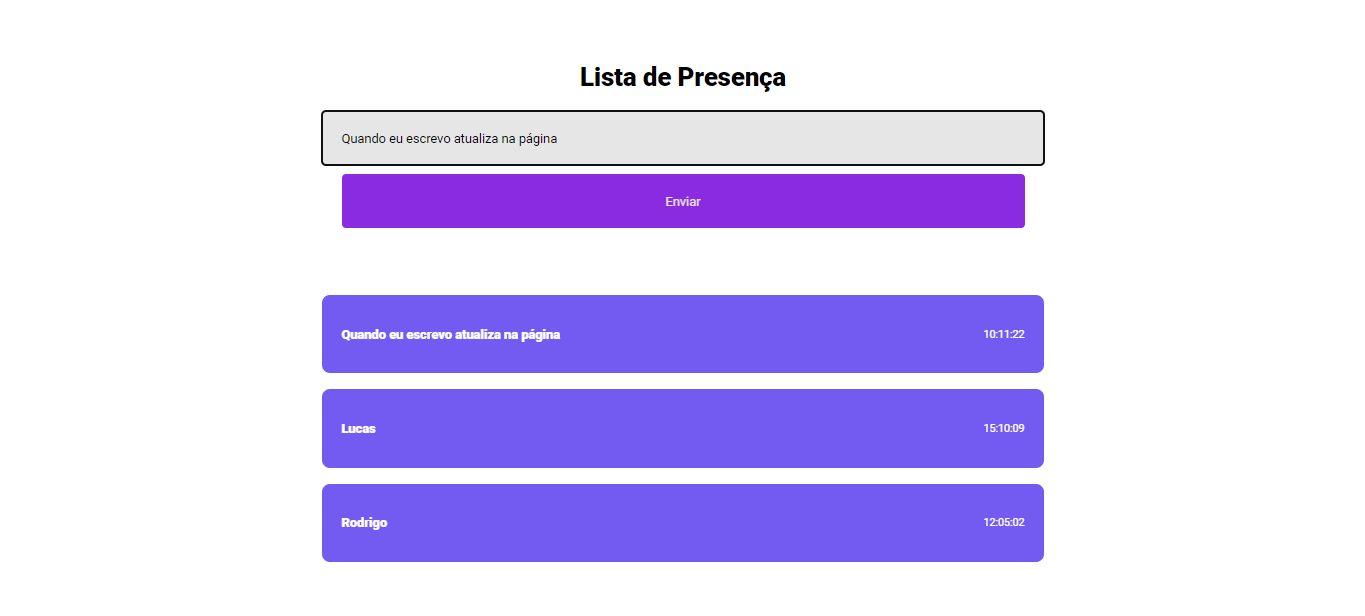 Lista de Presença
Quando eu escrevo atualiza na página
Enviar
Quando eu escrevo atualiza na página 10:11:22
Lucas 15:10:09
Rodrigo 12:05:02